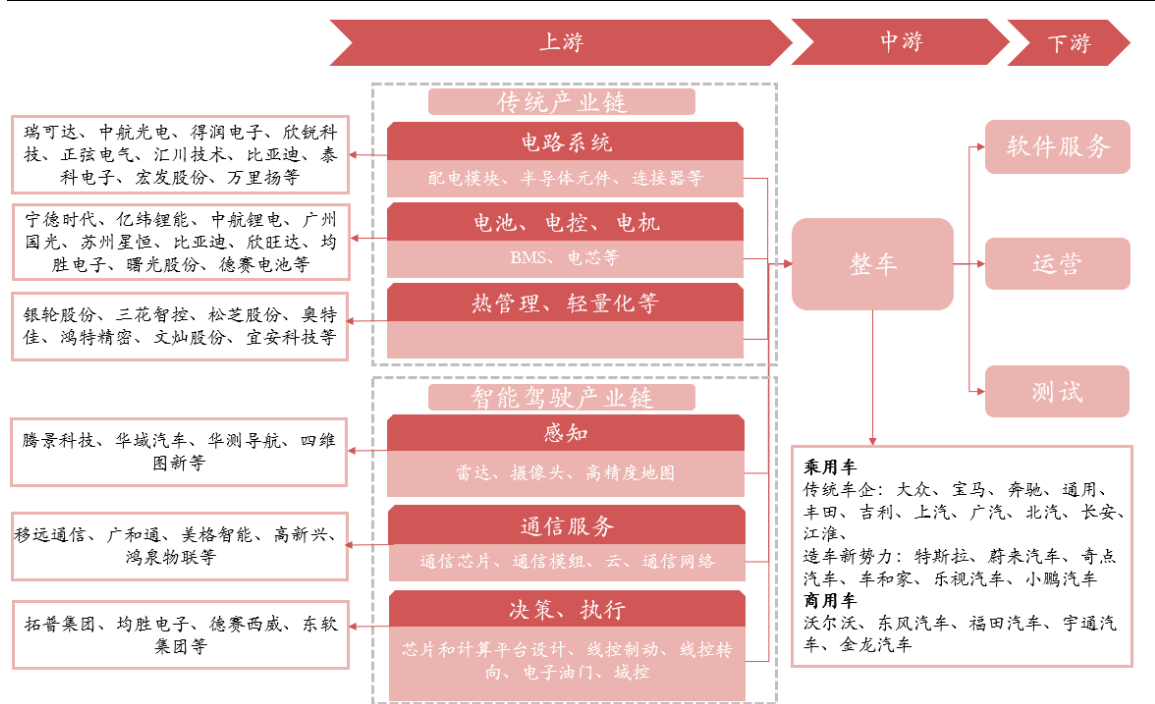 上游
中游
下游
传统产业链
瑞可达、中航光电、得润电子、欣锐科
技、正弦电气、汇川技术、比亚迪、泰
科电子、宏发股份、万里扬等
电路系统
配电模块、半导体元件、连接器等
宁德时代、亿纬锂能、中航锂电、广州
国光、苏州星恒、比亚迪、欣旺达、均
胜电子、曙光股份、德赛电池等
电池、电控、电机
BMS、电芯等
银轮股份、三花智控、松芝股份、奥特
佳、鸿特精密、文灿股份、宜安科技等
热管理、轻量化等
智能驾驶产业链
腾景科技、华域汽车、华测导航、四维
图新等
感知
雷达、摄像头、高精度地图
移远通信、广和通、美格智能、高新兴、
鸿泉物联等
通信服务
通信芯片、通信模组、云、通信网络
拓普集团、均胜电子、德赛西威、东软
集团等
决策、执行
芯片和计算平台设计、线控制动、线控转
向、电子油门、域控
整车
软件服务
运营
测试
乘用车
传统车企：大众、宝马、奔驰、通用、
丰田、吉利、上汽、广汽、北汽、长安、
江淮、
造车新势力：特斯拉、蔚来汽车、奇点
汽车、车和家、乐视汽车、小鹏汽车
商用车
沃尔沃、东风汽车、福田汽车、宇通汽
车、金龙汽车